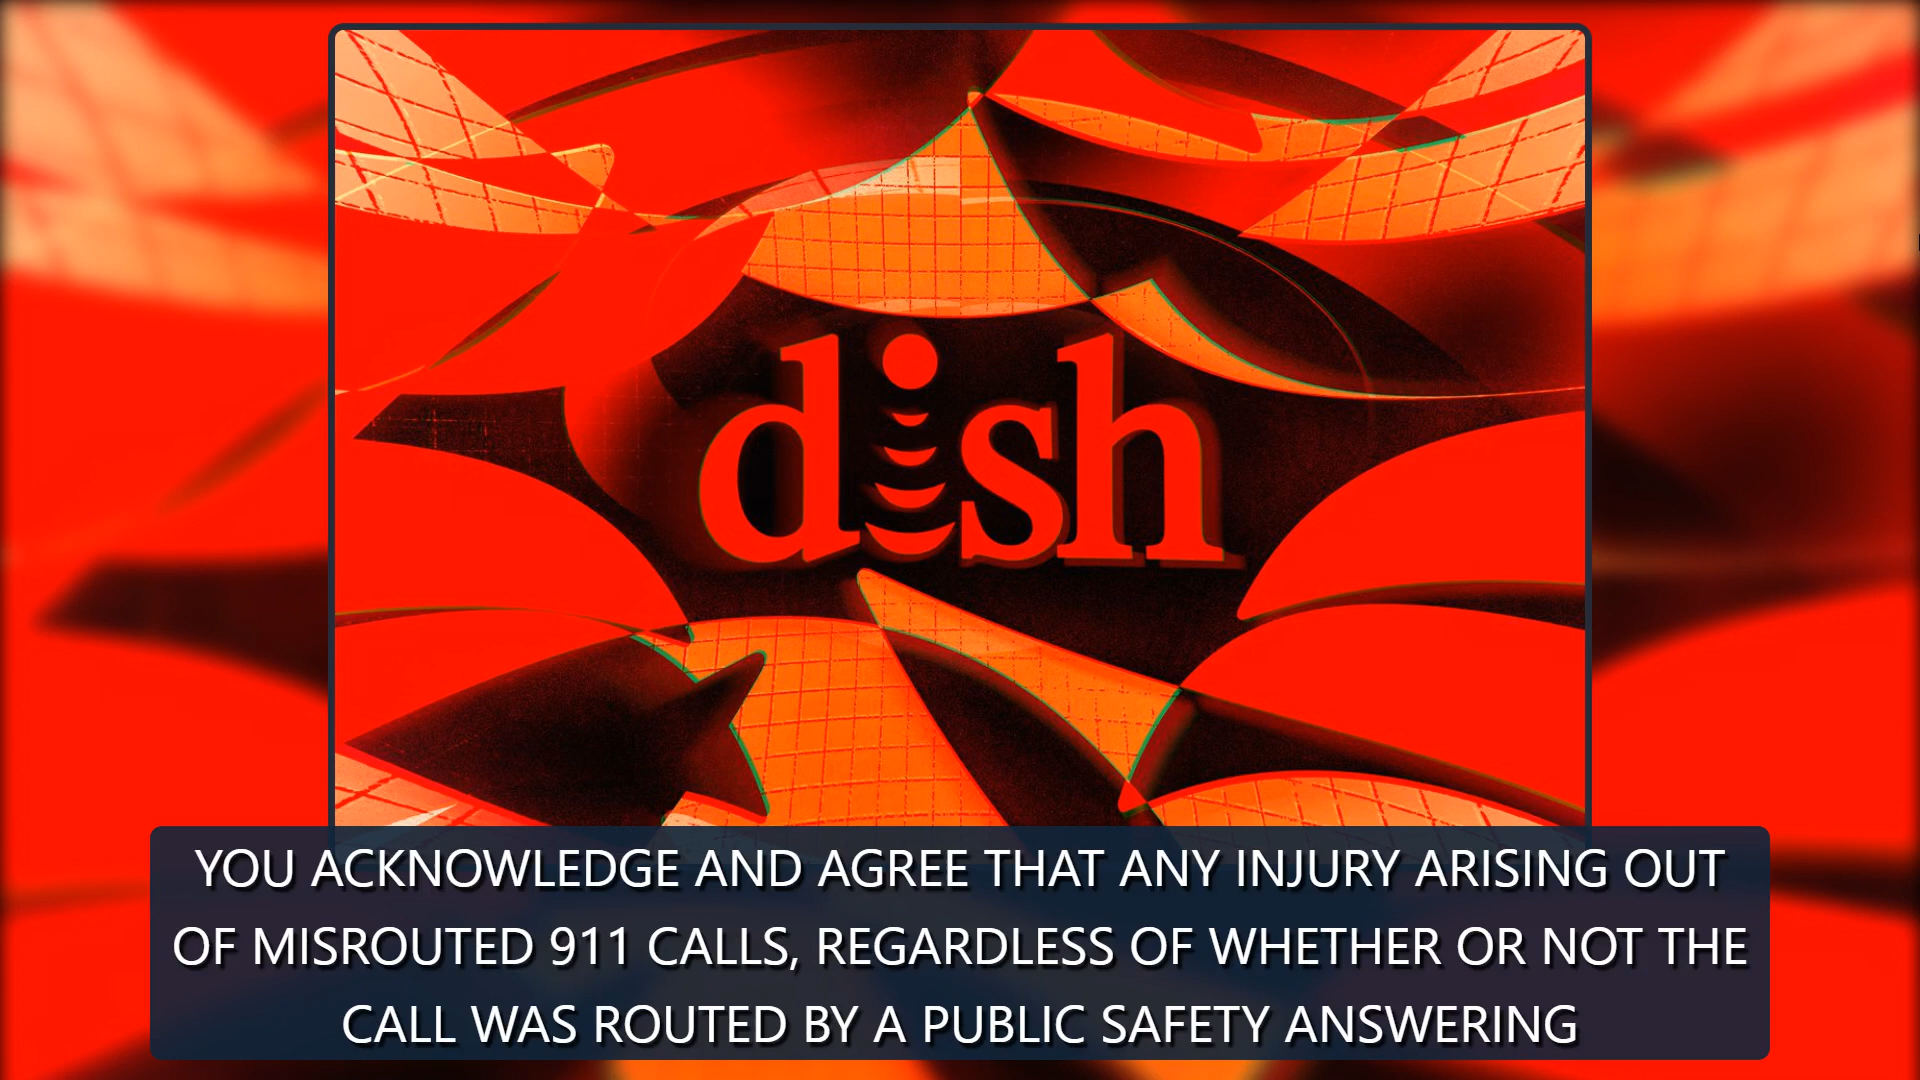 dish
YOU ACKNOWLEDGE AND AGREE THAT ANY INJURY ARISING OUT
OF MISROUTED 911 CALLS, REGARDLESS OF WHETHER OR NOT THE
CALL WAS ROUTED BY A PUBLIC SAFETY ANSWERING